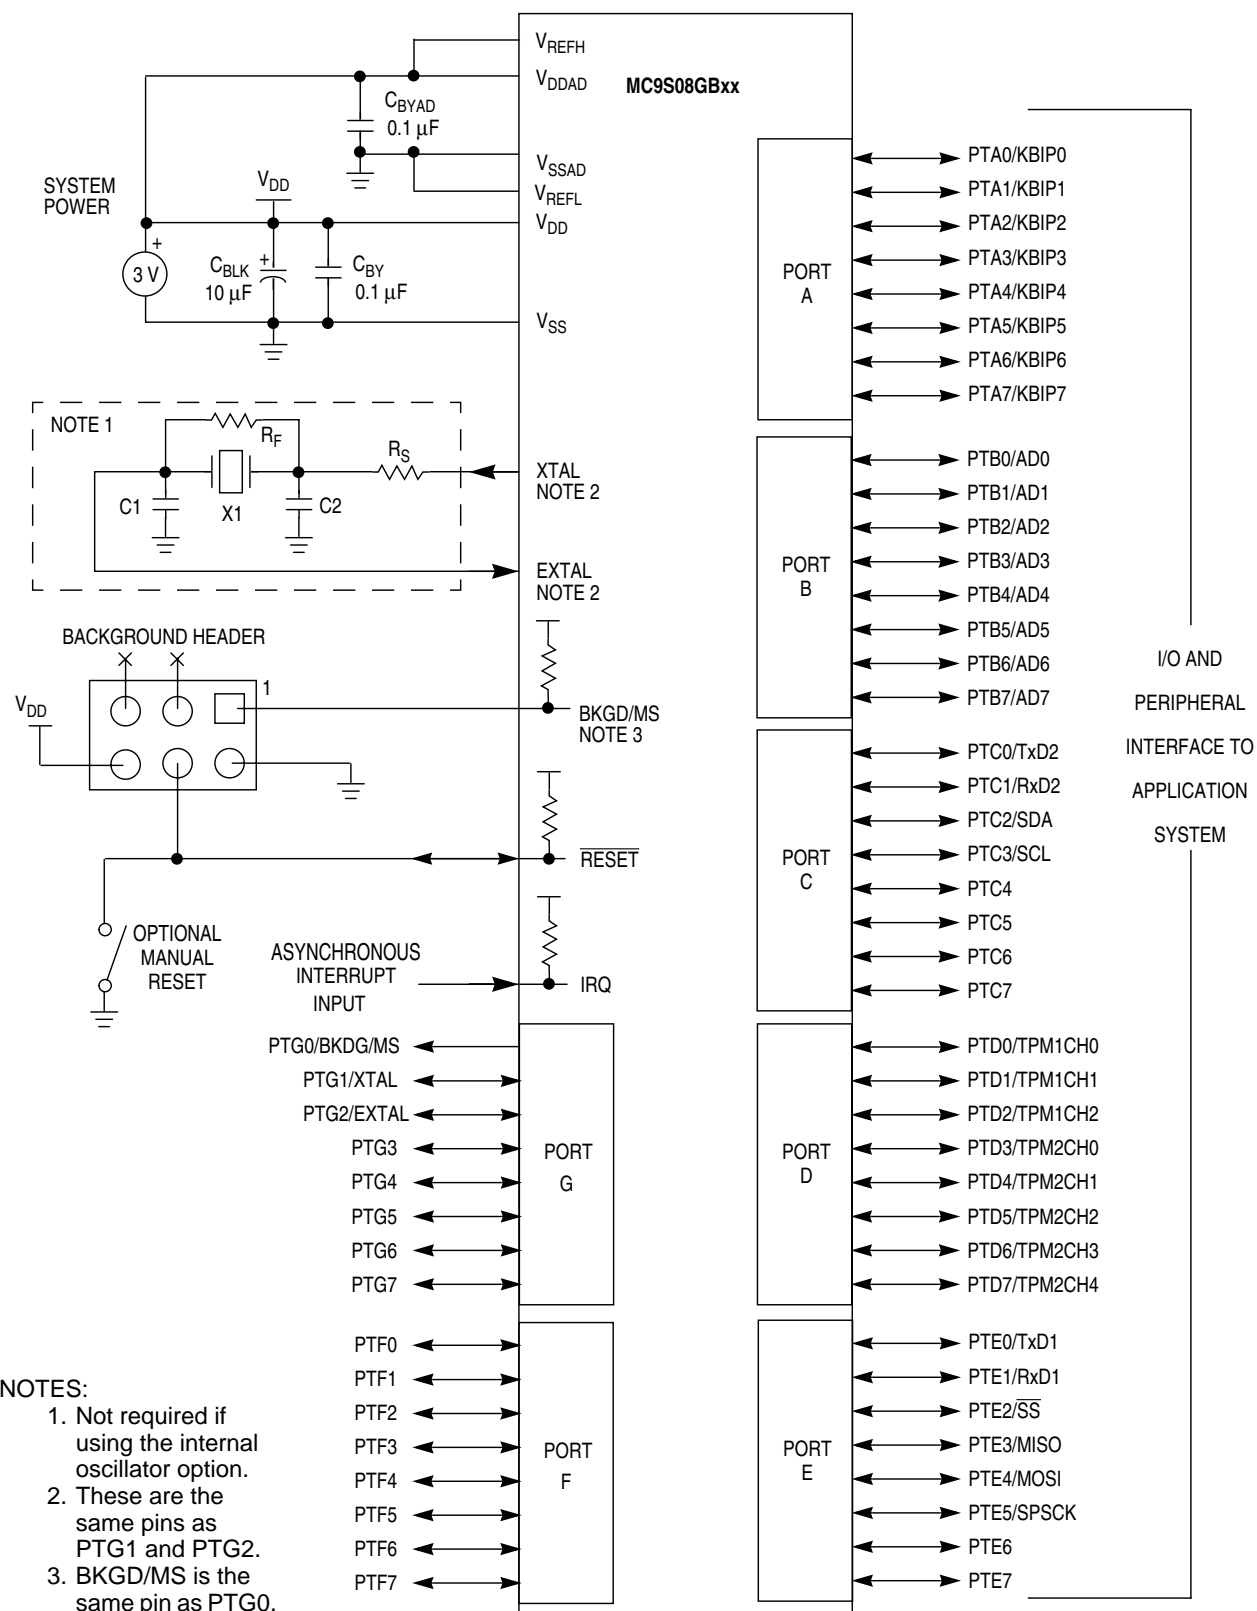 MC9S08GBxx
VREFH
VDDAD
CBYAD
0.1 µF
VSSAD
VREFL
SYSTEM
POWER
VDD
VDD
+
3 V
CBLK
+
10 µF
CBY
0.1 µF
VSS
NOTE 1
RF
RS
C1
X1
C2
XTAL
NOTE 2
EXTAL
NOTE 2
BACKGROUND HEADER
1
VDD
BKGD/MS
NOTE 3
RESET
OPTIONAL
MANUAL
RESET
ASYNCHRONOUS
INTERRUPT
INPUT
IRQ
PTG0/BKDG/MS
PTG1/XTAL
PTG2/EXTAL
PTG3
PTG4
PTG5
PTG6
PTG7
PORT
G
PTF0
PTF1
PTF2
PTF3
PTF4
PTF5
PTF6
PTF7
PORT
F
NOTES:
1. Not required if
using the internal
oscillator option.
2. These are the
same pins as
PTG1 and PTG2.
3. BKGD/MS is the
same pin as PTG0.
PORT
A
PTA0/KBIP0
PTA1/KBIP1
PTA2/KBIP2
PTA3/KBIP3
PTA4/KBIP4
PTA5/KBIP5
PTA6/KBIP6
PTA7/KBIP7
PORT
B
PTB0/AD0
PTB1/AD1
PTB2/AD2
PTB3/AD3
PTB4/AD4
PTB5/AD5
PTB6/AD6
PTB7/AD7
PORT
C
PTC0/TxD2
PTC1/RxD2
PTC2/SDA
PTC3/SCL
PTC4
PTC5
PTC6
PTC7
PORT
D
PTD0/TPM1CH0
PTD1/TPM1CH1
PTD2/TPM1CH2
PTD3/TPM2CH0
PTD4/TPM2CH1
PTD5/TPM2CH2
PTD6/TPM2CH3
PTD7/TPM2CH4
PORT
E
PTE0/TxD1
PTE1/RxD1
PTE2/SS
PTE3/MISO
PTE4/MOSI
PTE5/SPSCK
PTE6
PTE7
I/O AND
PERIPHERAL
INTERFACE TO
APPLICATION
SYSTEM